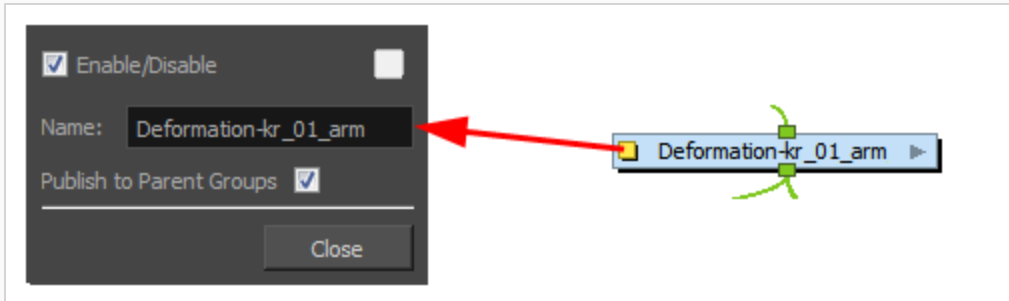 Enable/Disable
Name: Deformation-kr_01_arm
Publish to Parent Groups
Close
Deformation-kr_01_arm